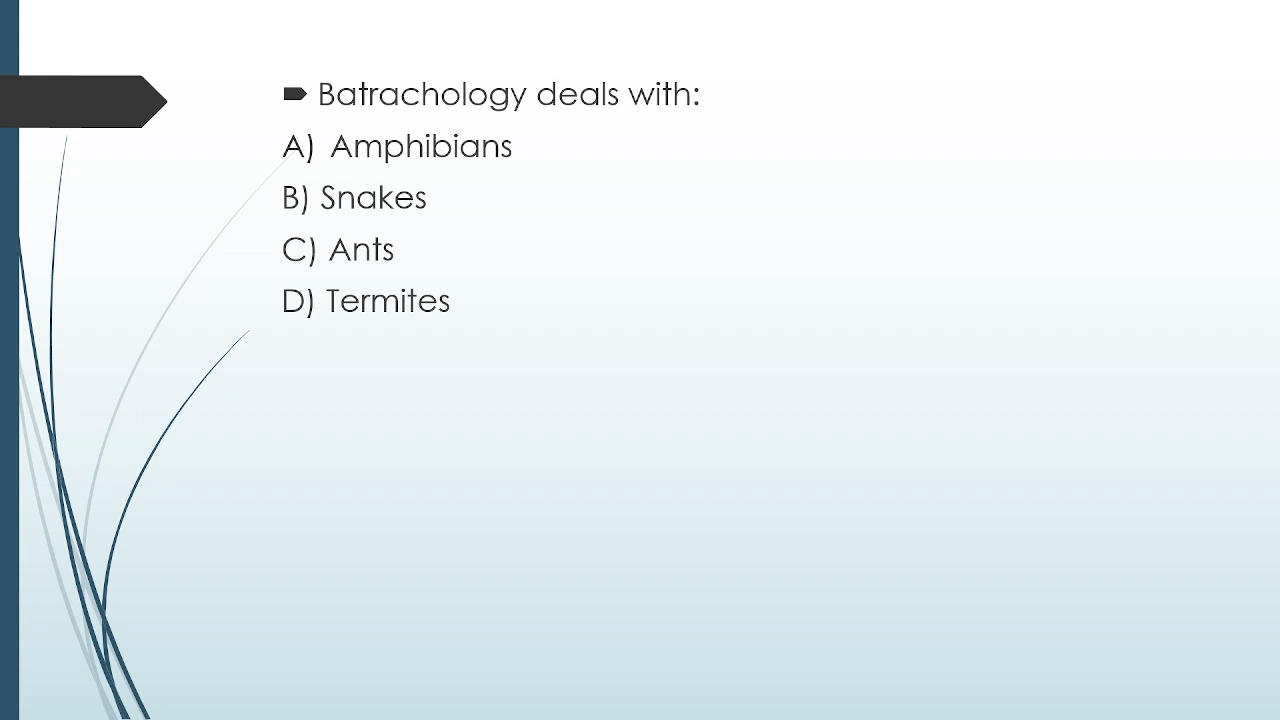 Batrachology deals with:
A) Amphibians
B) Snakes
C) Ants
D) Termites